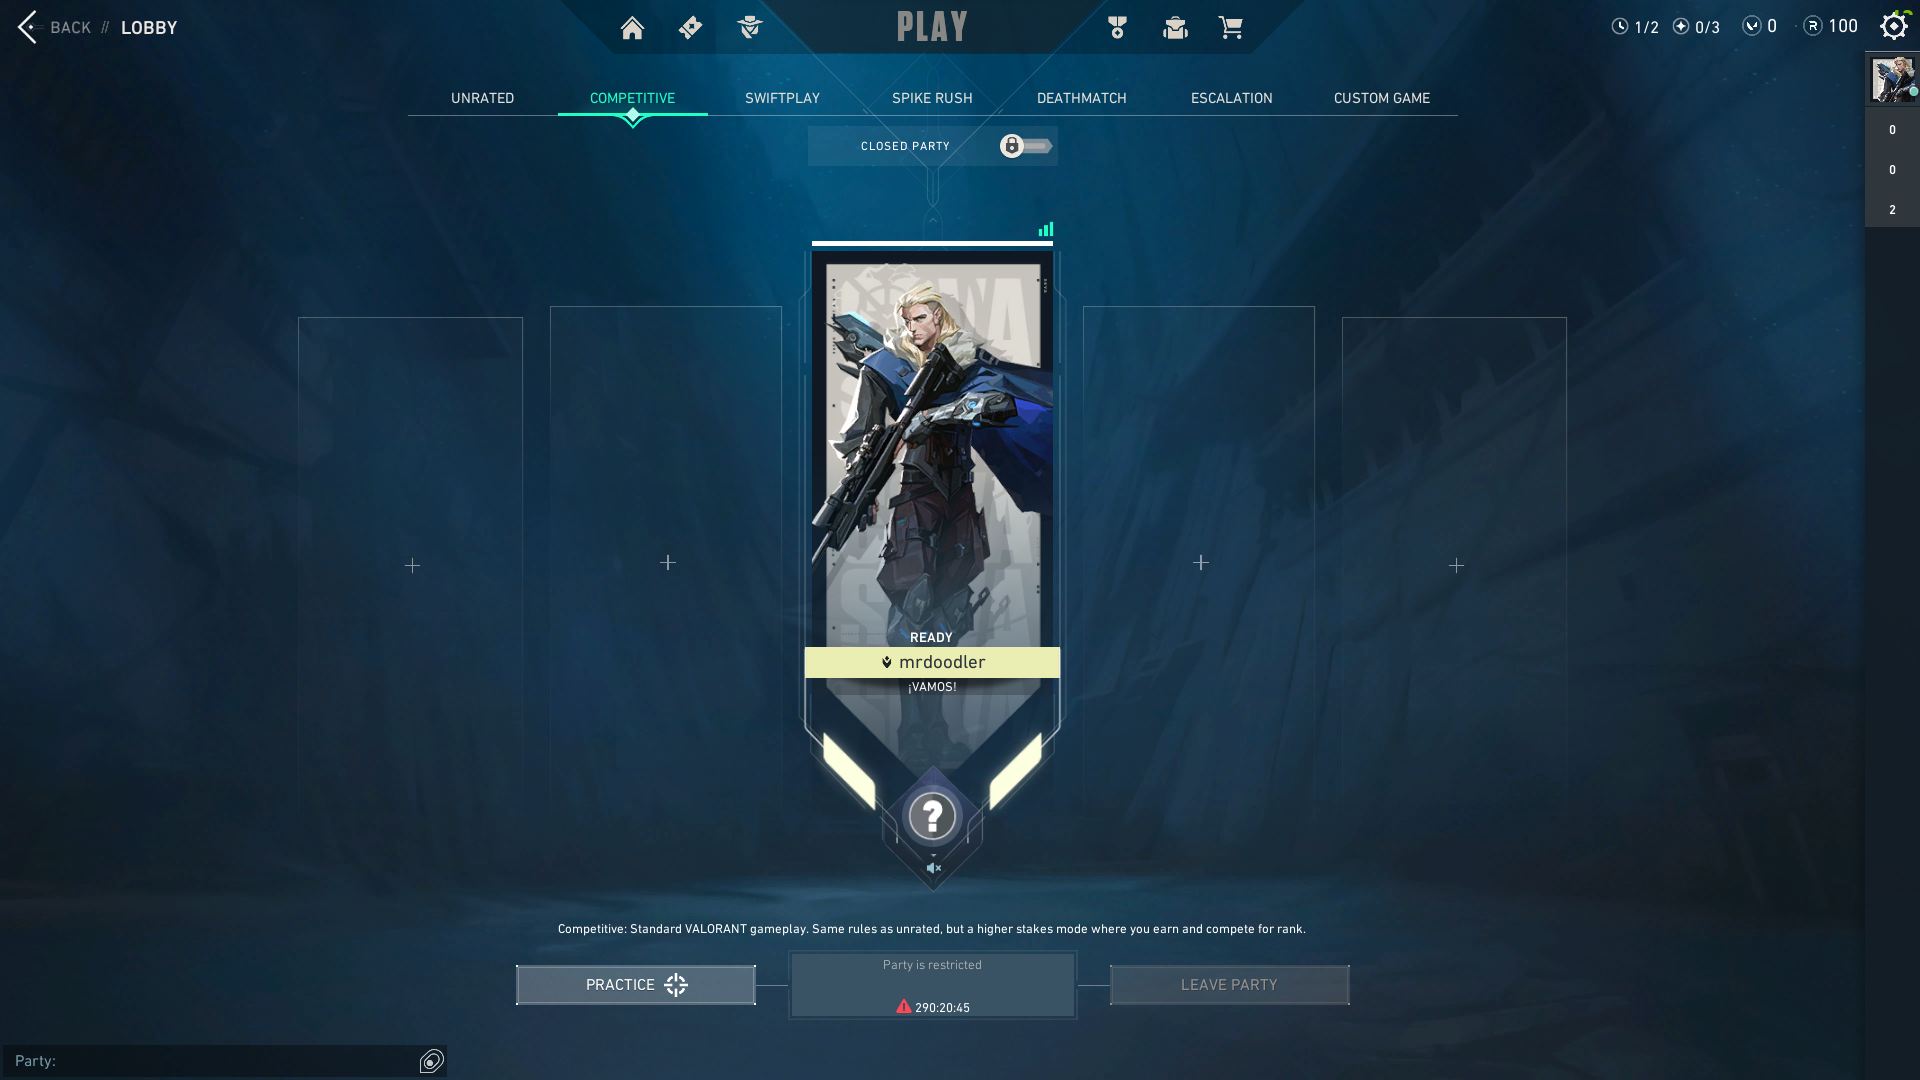 BACK // LOBBY
PLAY
1/2 0/3 0 R 100
UNRATED COMPETITIVE SWIFTPLAY SPIKE RUSH DEATHMATCH ESCALATION CUSTOM GAME
CLOSED PARTY
0
0
2
READY
mrdoodler
¡VAMOS!
?
Competitive: Standard VALORANT gameplay. Same rules as unrated, but a higher stakes mode where you earn and compete for rank.
PRACTICE
Party is restricted
290:20:45
LEAVE PARTY
Party: